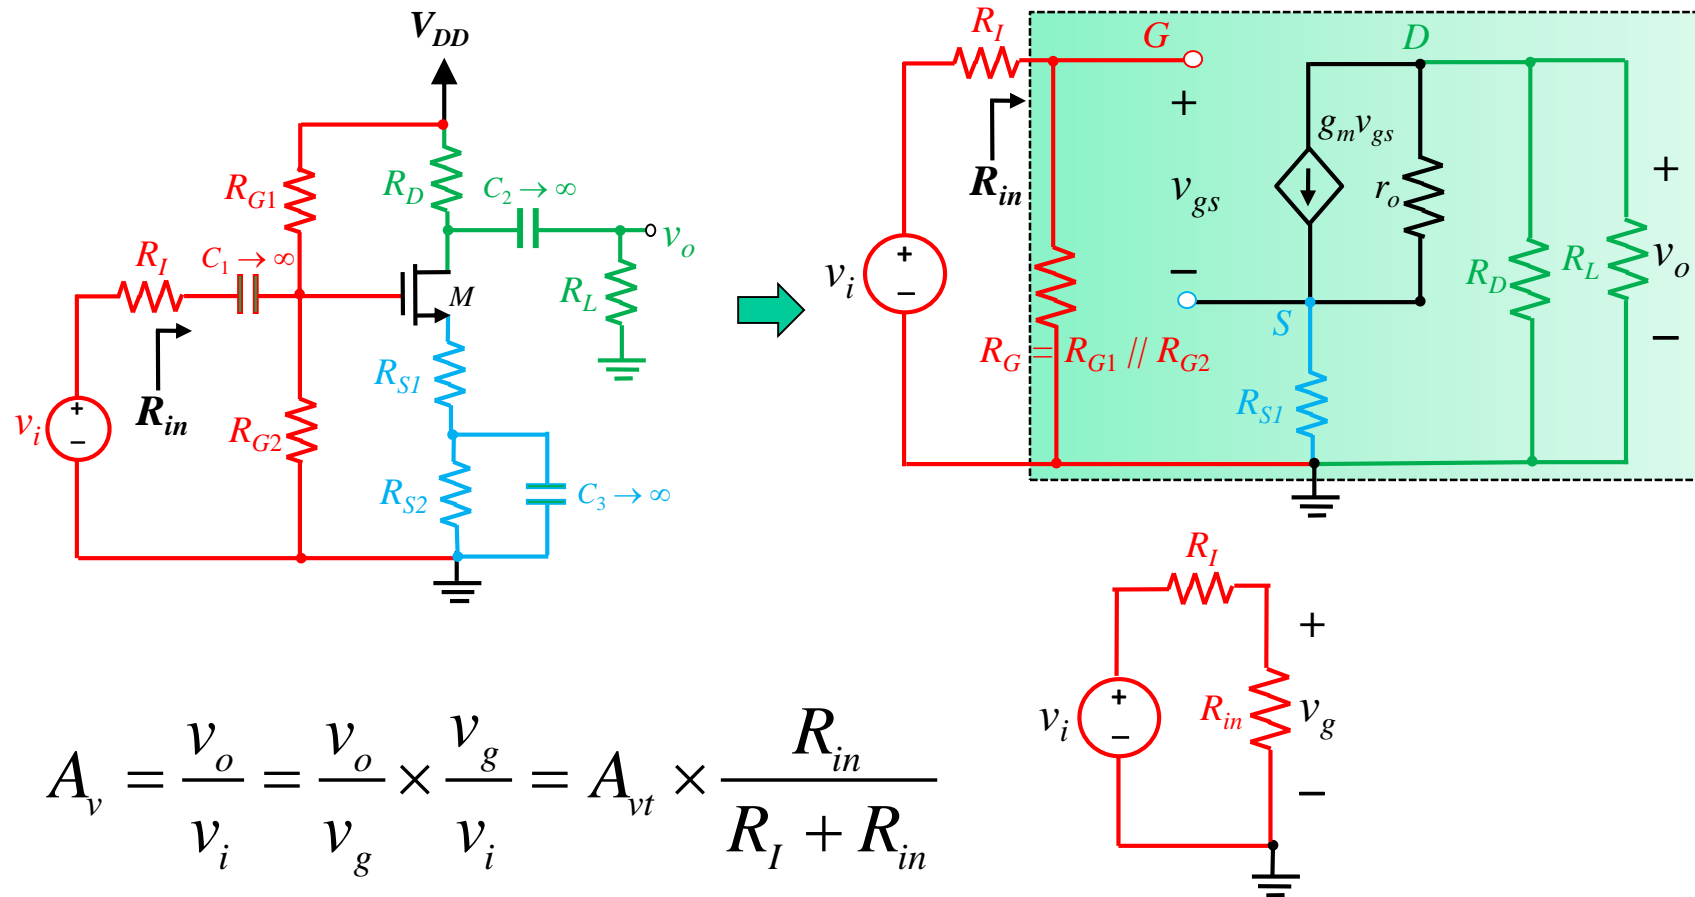 V_DD
R_G1
R_D
C_2 → ∞
v_o
R_I
C_1 → ∞
M
R_L
R_S1
v_i
+
−
R_in
R_G2
R_S2
C_3 → ∞
R_I
G
D
R_in
+
g_m v_gs
v_gs
r_o
+
v_i
+
−
−
R_D
R_L
v_o
S
−
R_G = R_G1 // R_G2
R_S1
R_I
+
v_i
+
−
R_in
v_g
−
A_v = v_o / v_i = v_o / v_g × v_g / v_i = A_vt × R_in / (R_I + R_in)